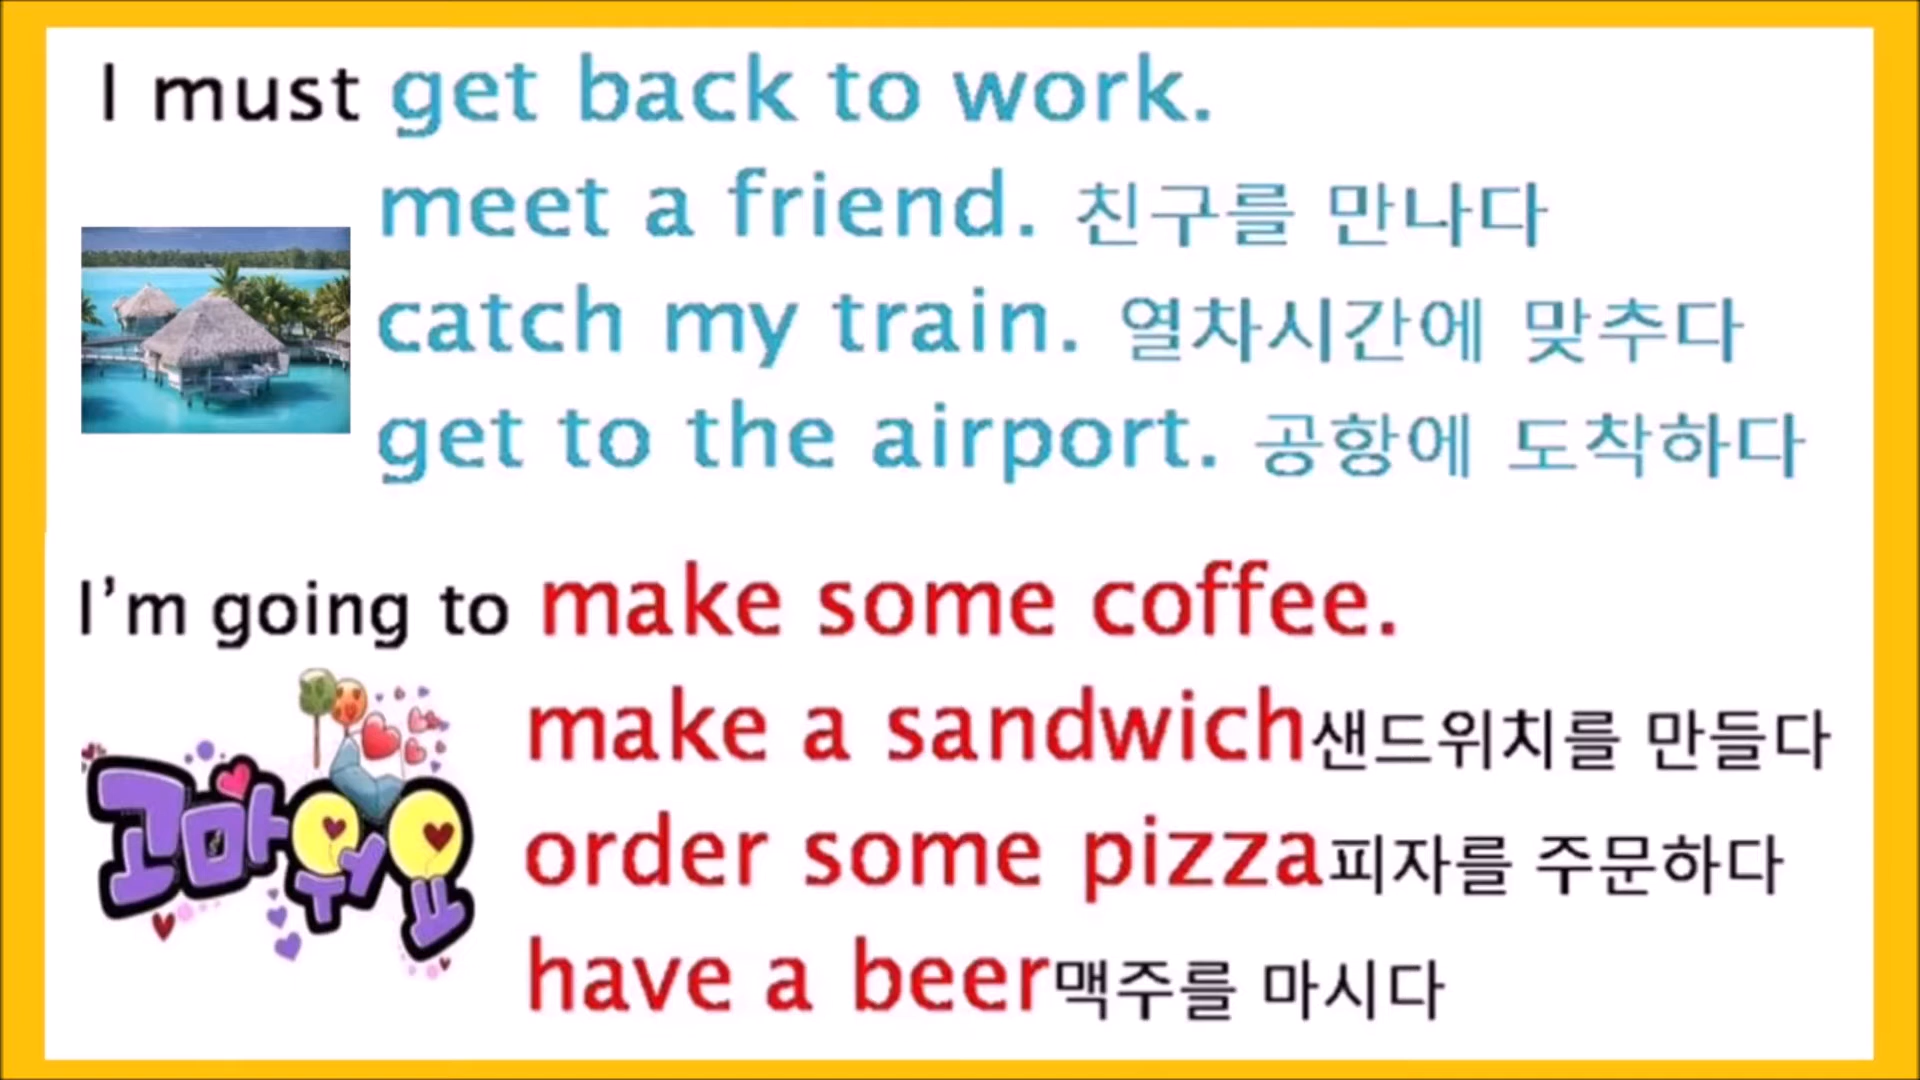 I must get back to work.
meet a friend. 친구를 만나다
catch my train. 열차시간에 맞추다
get to the airport. 공항에 도착하다
I'm going to make some coffee.
make a sandwich샌드위치를 만들다
고마워요
order some pizza피자를 주문하다
have a beer맥주를 마시다